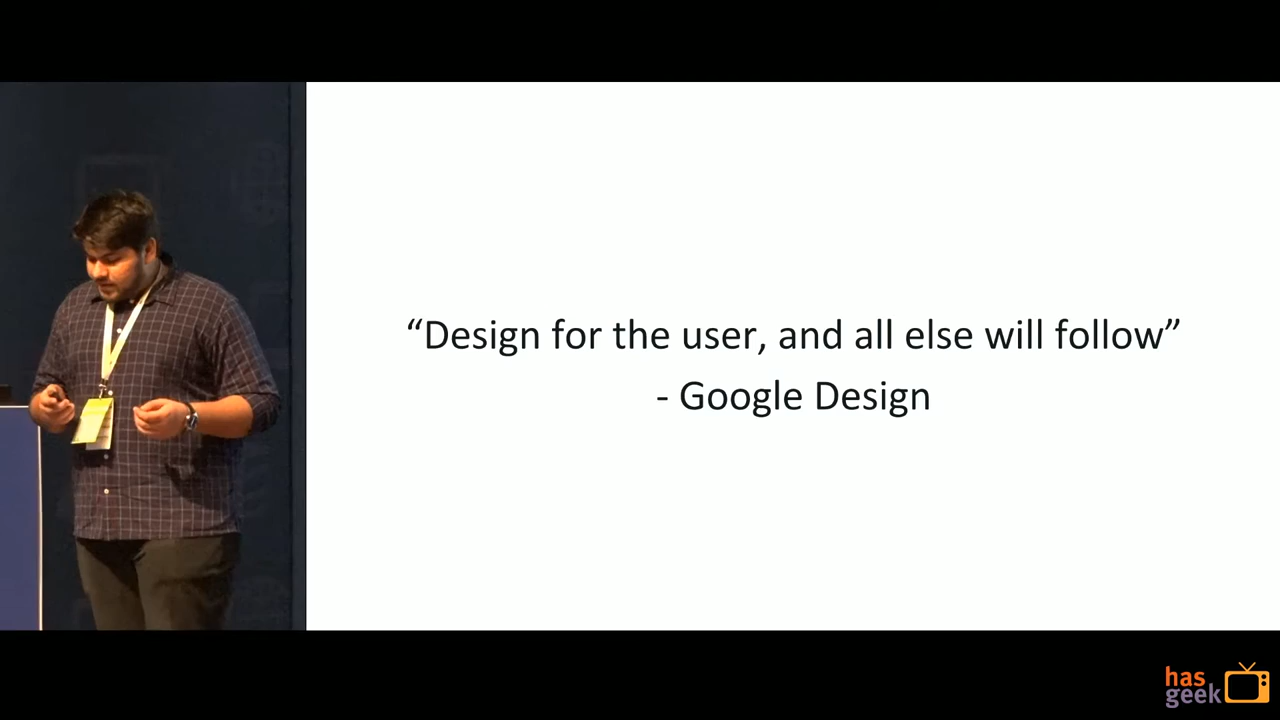 “Design for the user, and all else will follow”
- Google Design
has
geek